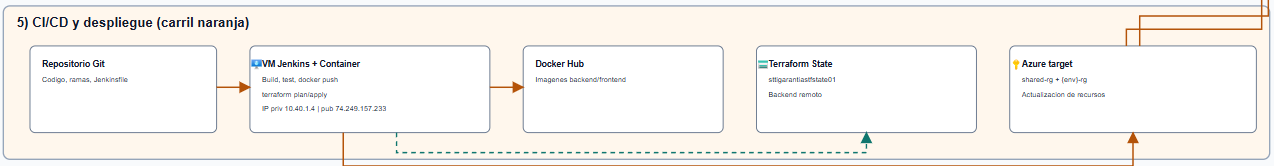 5) CI/CD y despliegue (carril naranja)
Repositorio Git
Codigo, ramas, Jenkinsfile
VM Jenkins + Container
Build, test, docker push
terraform plan/apply
IP priv 10.40.1.4 | pub 74.249.157.233
Docker Hub
Imagenes backend/frontend
Terraform State
sttigarantiastfstate01
Backend remoto
Azure target
shared-rg + (env)-rg
Actualizacion de recursos